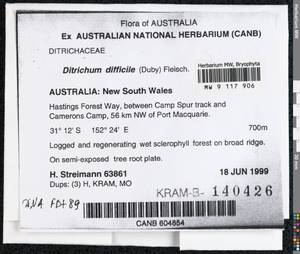 Flora of AUSTRALIA
Ex AUSTRALIAN NATIONAL HERBARIUM (CANB)
DITRICHACEAE
Herbarium MW, Bryophyta
Ditrichum difficile (Duby) Fleisch.
MW 9 117 906
AUSTRALIA: New South Wales
Hastings Forest Way, between Camp Spur track and
Camerons Camp, 56 km NW of Port Macquarie.
31° 12' S 152° 24' E 700m
Logged and regenerating wet sclerophyll forest on broad ridge.
On semi-exposed tree root plate.
H. Streimann 63861 18 JUN 1999
Dups: (3) H, KRAM, MO
KRAM-B- 140426
DNA FD189
CANB 604854